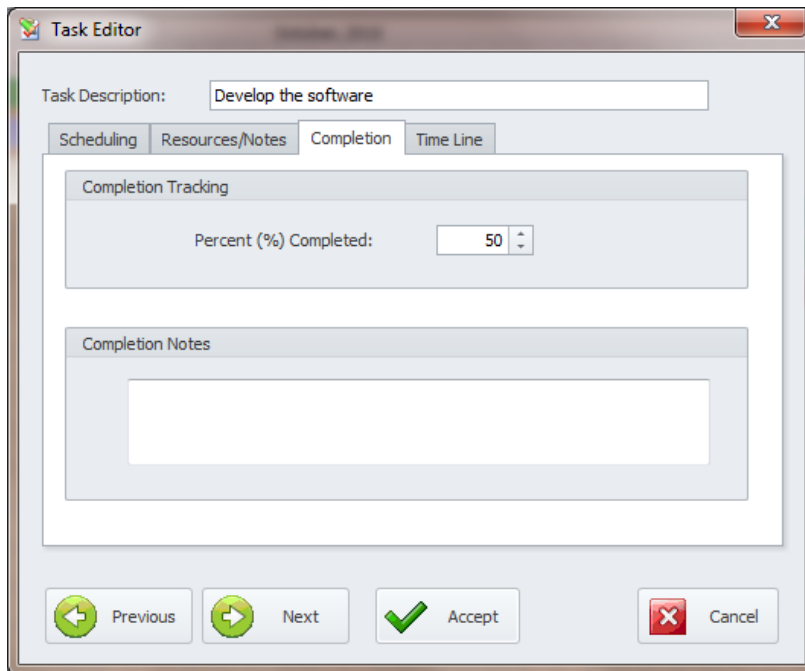 Task Editor
Task Description: Develop the software
Scheduling Resources/Notes Completion Time Line
Completion Tracking
Percent (%) Completed: 50
Completion Notes
Previous Next Accept Cancel